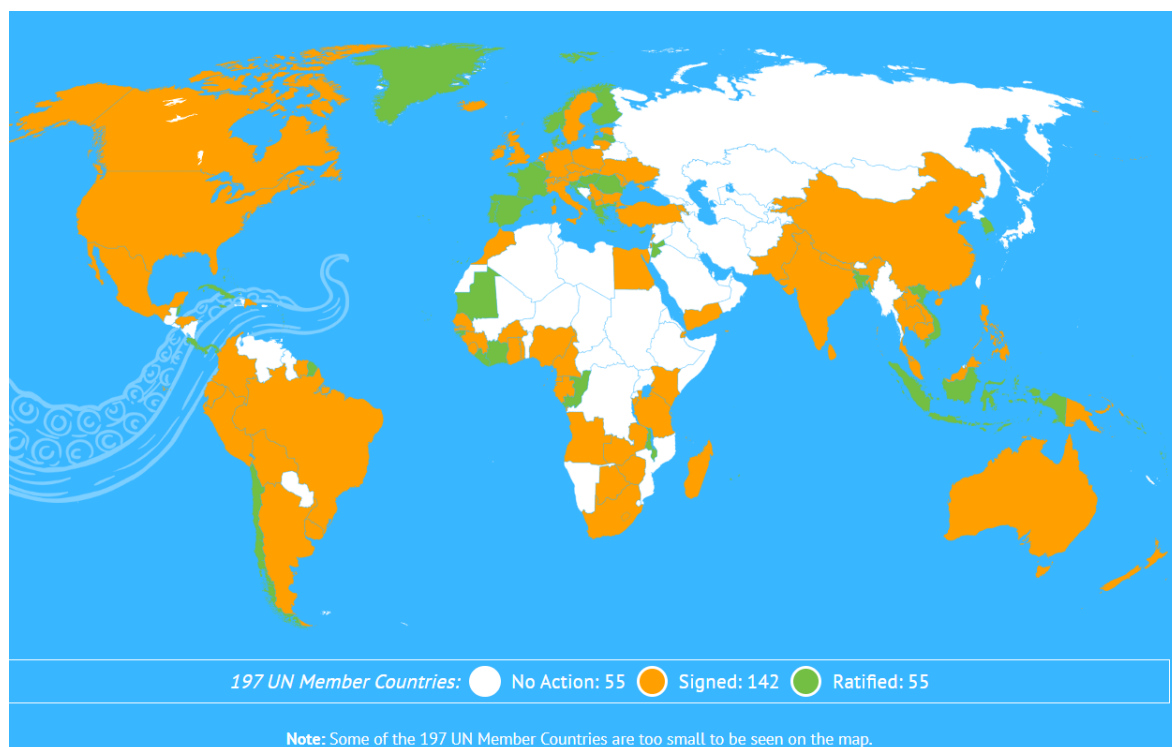 197 UN Member Countries: No Action: 55 Signed: 142 Ratified: 55
Note: Some of the 197 UN Member Countries are too small to be seen on the map.